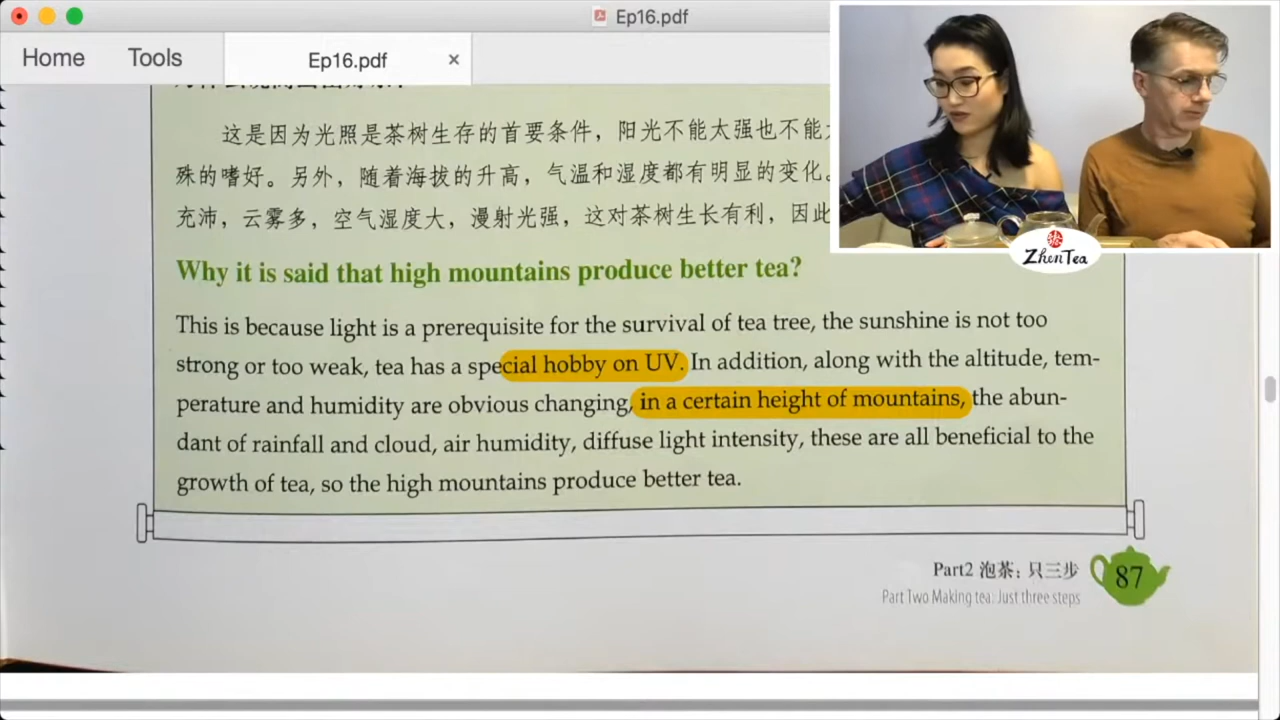 Ep16.pdf
Home
Tools
Ep16.pdf ×
这是因为光照是茶树生存的首要条件，阳光不能太强也不能
殊的嗜好。另外，随着海拔的升高，气温和湿度都有明显的变化。
充沛，云雾多，空气湿度大，漫射光强，这对茶树生长有利，因此
ZhenTea
Why it is said that high mountains produce better tea?
This is because light is a prerequisite for the survival of tea tree, the sunshine is not too
strong or too weak, tea has a special hobby on UV. In addition, along with the altitude, tem-
perature and humidity are obvious changing, in a certain height of mountains, the abun-
dant of rainfall and cloud, air humidity, diffuse light intensity, these are all beneficial to the
growth of tea, so the high mountains produce better tea.
Part2 泡茶：只三步
87
Part Two Making tea: Just three steps